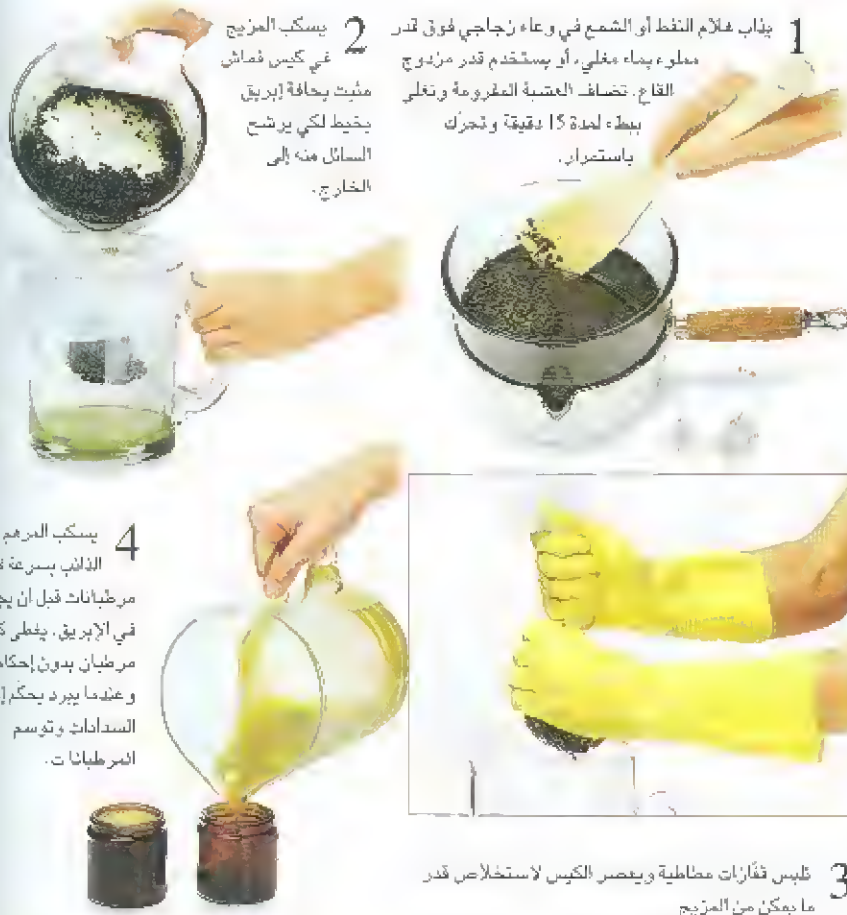 1 يذاب هلام النفط أو الشمع في وعاء زجاجي فوق قدر
مملوء بماء مغلي، أو يستخدم قدر مزدوج
القاع. تضاف العشبة المفرومة وتغلى
ببطء لمدة 15 دقيقة وتحرك
باستمرار.
2 يسكب المزيج
في كيس قماش
مثبت بحافة إبريق
بخيط لكي يرشح
السائل منه إلى
الخارج.
3 تلبس قفازات مطاطية ويعصر الكيس لاستخلاص قدر
ما يمكن من المزيج
4 يسكب المرهم
الذائب بسرعة
مرطبانات قبل أن
في الإبريق. يغطى
مرطبان بدون
وعندما يبرد يحكم
السدادات وتوسم
المرطبانات.